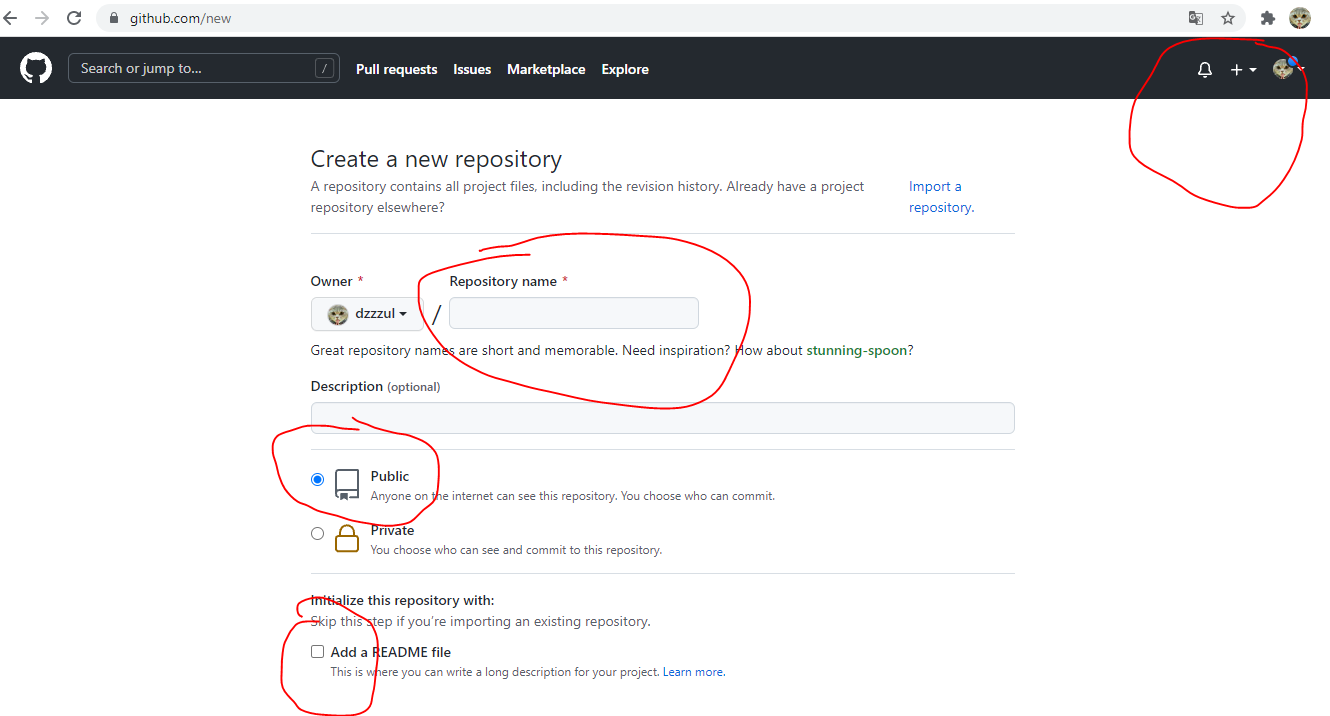 github.com/new
Search or jump to... / Pull requests Issues Marketplace Explore
Create a new repository
A repository contains all project files, including the revision history. Already have a project
repository elsewhere?
Import a
repository.
Owner * Repository name *
dzzzul /
Great repository names are short and memorable. Need inspiration? How about stunning-spoon?
Description (optional)
Public
Anyone on the internet can see this repository. You choose who can commit.
Private
You choose who can see and commit to this repository.
Initialize this repository with:
Skip this step if you’re importing an existing repository.
Add a README file
This is where you can write a long description for your project. Learn more.